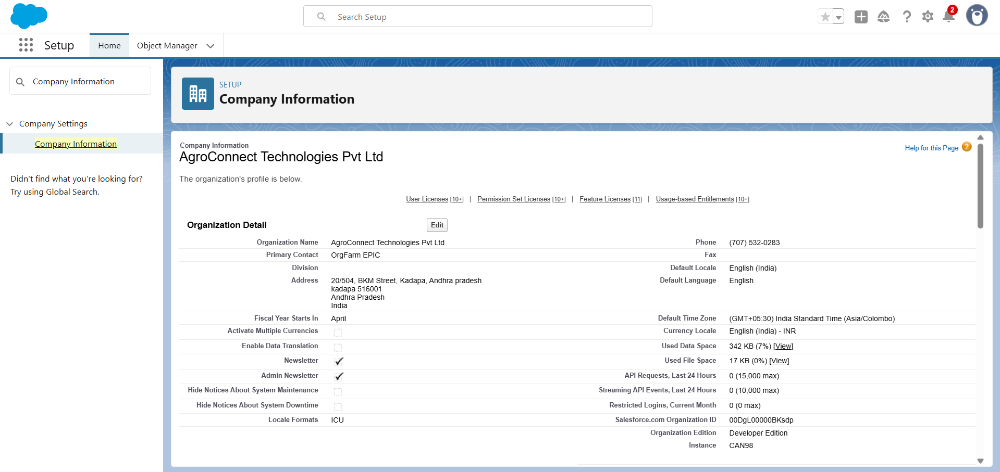 Search Setup
2
Setup
Home
Object Manager
Company Information
Company Settings
Company Information
Didn't find what you're looking for?
Try using Global Search.
SETUP
Company Information
Company Information
AgroConnect Technologies Pvt Ltd
Help for this Page ?
The organization's profile is below.
User Licenses [10+] | Permission Set Licenses [10+] | Feature Licenses [11] | Usage-based Entitlements [10+]
Organization Detail
Edit
Organization Name AgroConnect Technologies Pvt Ltd Phone (707) 532-0283
Primary Contact OrgFarm EPIC Fax
Division Default Locale English (India)
Address 20/504, BKM Street, Kadapa, Andhra pradesh Default Language English
kadapa 516001
Andhra Pradesh
India
Fiscal Year Starts In April Default Time Zone (GMT+05:30) India Standard Time (Asia/Colombo)
Activate Multiple Currencies Currency Locale English (India) - INR
Enable Data Translation Used Data Space 342 KB (7%) [View]
Newsletter Used File Space 17 KB (0%) [View]
Admin Newsletter API Requests, Last 24 Hours 0 (15,000 max)
Hide Notices About System Maintenance Streaming API Events, Last 24 Hours 0 (10,000 max)
Hide Notices About System Downtime Restricted Logins, Current Month 0 (0 max)
Locale Formats ICU Salesforce.com Organization ID 00DgL00000BKsdp
Organization Edition Developer Edition
Instance CAN98